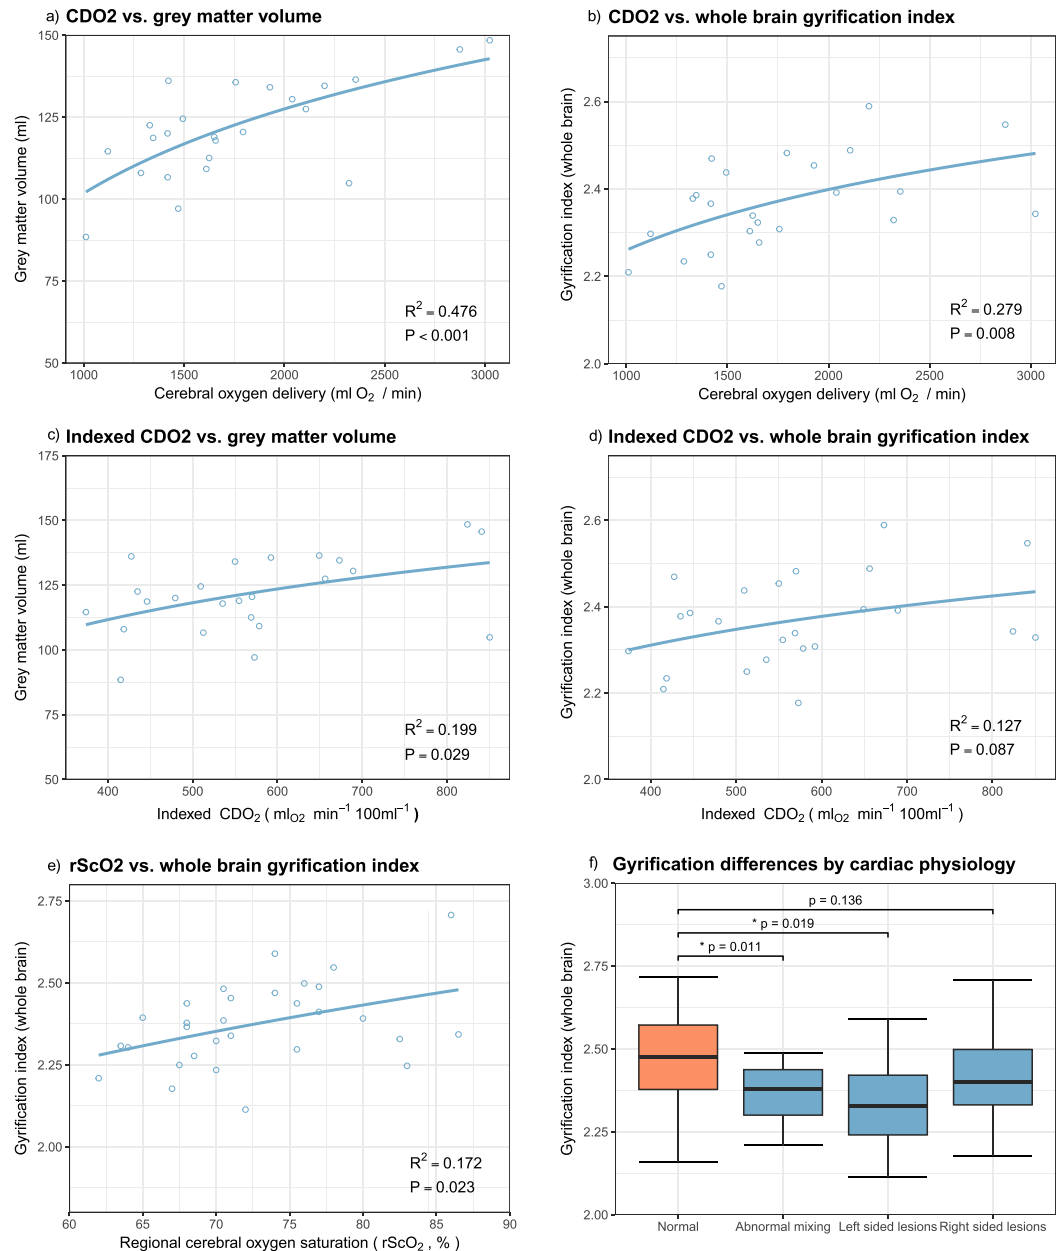 a) CDO2 vs. grey matter volume
150
125
100
75
50
Grey matter volume (ml)
R² = 0.476
P < 0.001
1000 1500 2000 2500 3000
Cerebral oxygen delivery (ml O₂ / min)
b) CDO2 vs. whole brain gyrification index
2.6
2.4
2.2
2.0
Gyrification index (whole brain)
R² = 0.279
P = 0.008
1000 1500 2000 2500 3000
Cerebral oxygen delivery (ml O₂ / min)
c) Indexed CDO2 vs. grey matter volume
175
150
125
100
75
50
Grey matter volume (ml)
R² = 0.199
P = 0.029
400 500 600 700 800
Indexed CDO₂ ( ml_O2 min⁻¹ 100ml⁻¹ )
d) Indexed CDO2 vs. whole brain gyrification index
2.6
2.4
2.2
2.0
Gyrification index (whole brain)
R² = 0.127
P = 0.087
400 500 600 700 800
Indexed CDO₂ ( ml_O2 min⁻¹ 100ml⁻¹ )
e) rScO2 vs. whole brain gyrification index
2.75
2.50
2.25
2.00
Gyrification index (whole brain)
R² = 0.172
P = 0.023
60 65 70 75 80 85 90
Regional cerebral oxygen saturation ( rScO₂ , % )
f) Gyrification differences by cardiac physiology
3.00
2.75
2.50
2.25
2.00
Gyrification index (whole brain)
p = 0.136
* p = 0.019
* p = 0.011
Normal Abnormal mixing Left sided lesions Right sided lesions